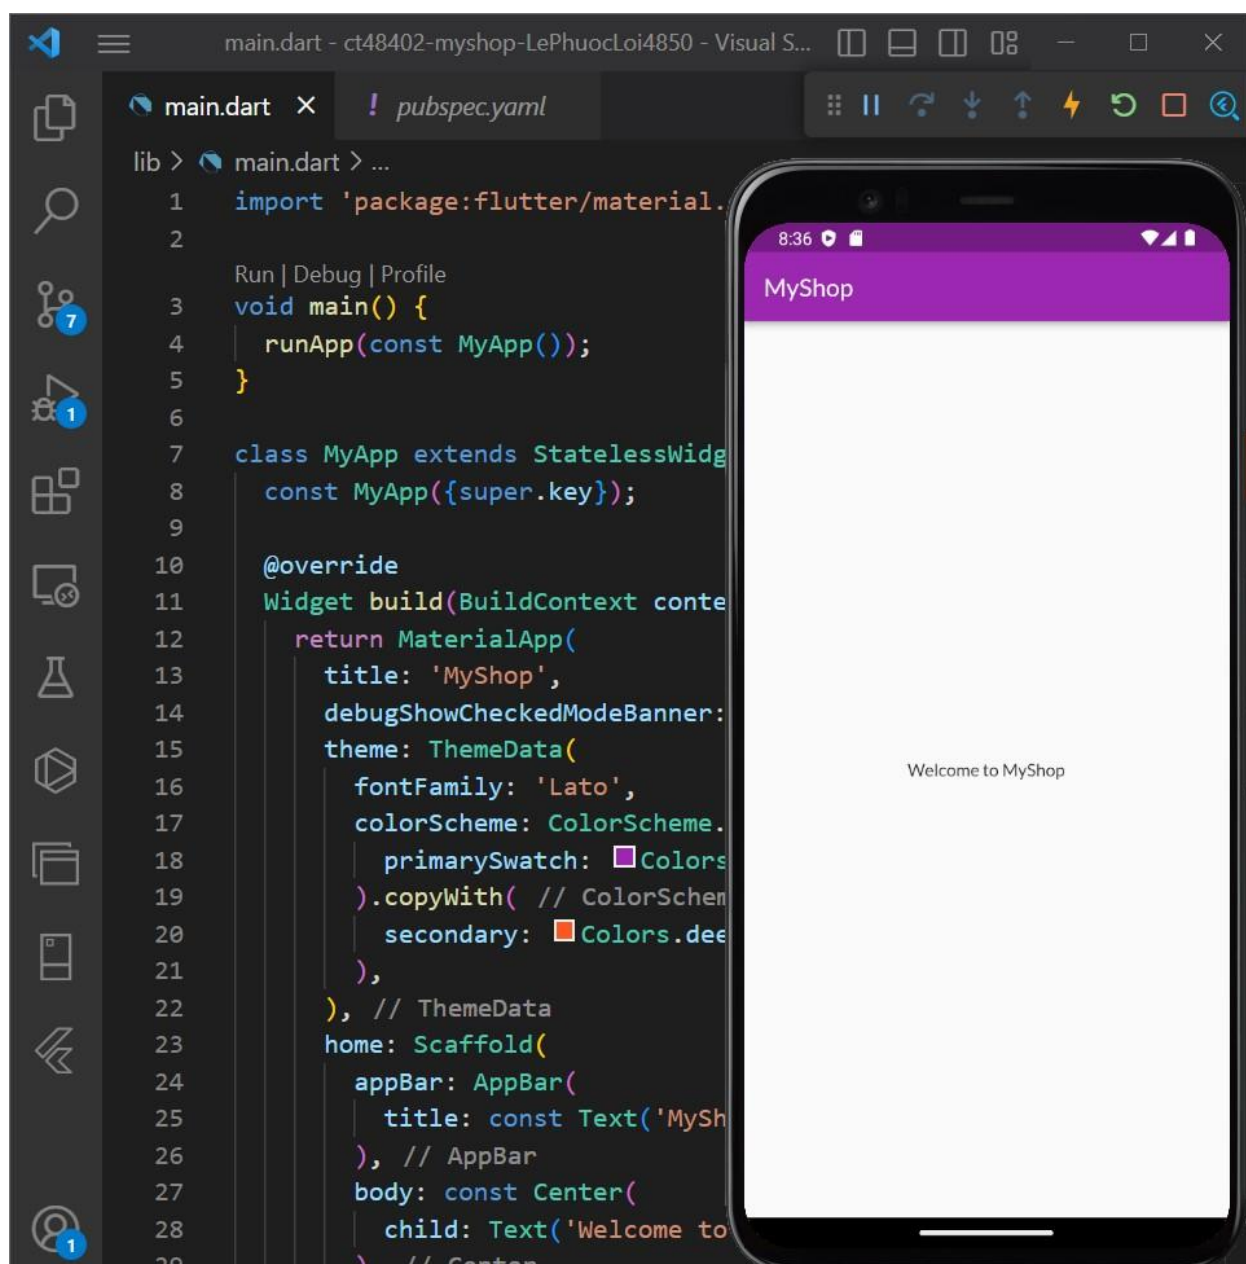 main.dart - ct48402-myshop-LePhuocLoi4850 - Visual S...
main.dart
! pubspec.yaml
lib > main.dart > ...
1 import 'package:flutter/material.
2
Run | Debug | Profile
3 void main() {
4 runApp(const MyApp());
5 }
6
7 class MyApp extends StatelessWidg
8 const MyApp({super.key});
9
10 @override
11 Widget build(BuildContext conte
12 return MaterialApp(
13 title: 'MyShop',
14 debugShowCheckedModeBanner:
15 theme: ThemeData(
16 fontFamily: 'Lato',
17 colorScheme: ColorScheme.
18 primarySwatch: Colors
19 ).copyWith( // ColorSchem
20 secondary: Colors.dee
21 ),
22 ), // ThemeData
23 home: Scaffold(
24 appBar: AppBar(
25 title: const Text('MySh
26 ), // AppBar
27 body: const Center(
28 child: Text('Welcome to
29 ), // Center
7
1
1
8:36
MyShop
Welcome to MyShop